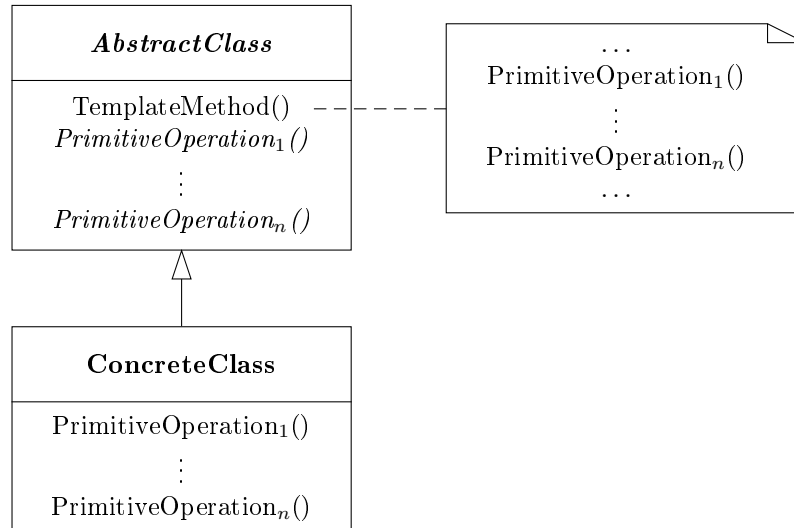 AbstractClass
TemplateMethod()
PrimitiveOperation₁()
⋮
PrimitiveOperationₙ()
...
PrimitiveOperation₁()
⋮
PrimitiveOperationₙ()
...
ConcreteClass
PrimitiveOperation₁()
⋮
PrimitiveOperationₙ()